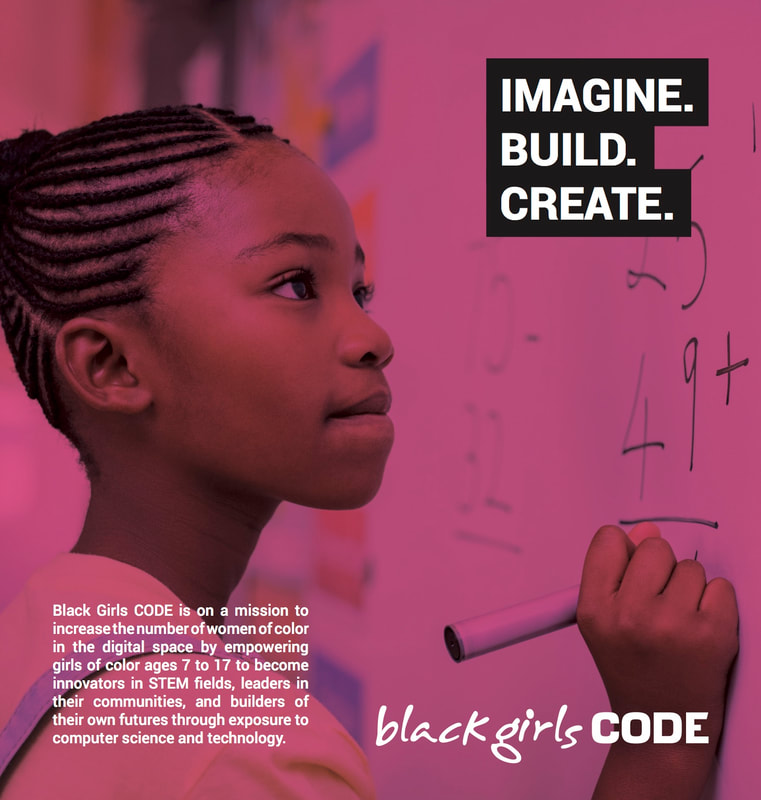 IMAGINE.
BUILD.
CREATE.
25
49+
Black Girls CODE is on a mission to
increase the number of women of color
in the digital space by empowering
girls of color ages 7 to 17 to become
innovators in STEM fields, leaders in
their communities, and builders of
their own futures through exposure to
computer science and technology.
black girls CODE